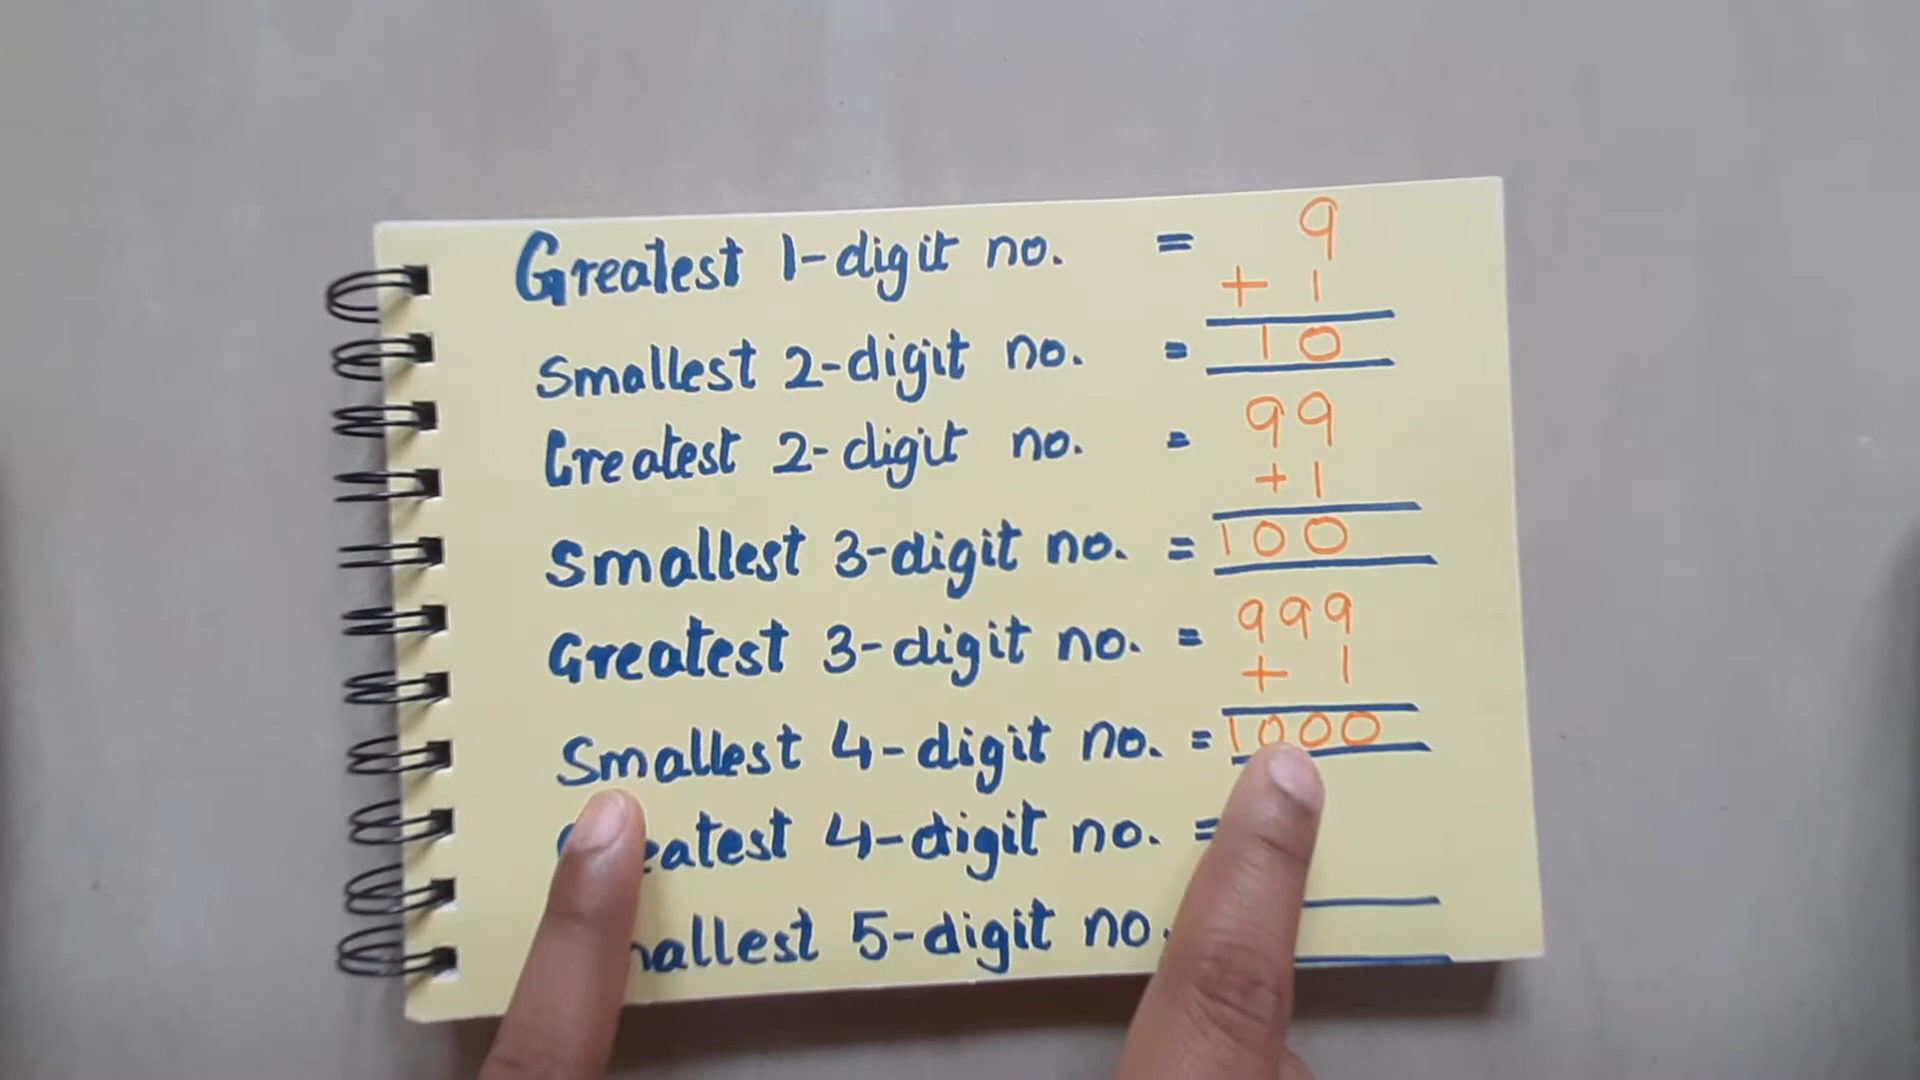 Greatest 1-digit no. = 9
+ 1
Smallest 2-digit no. = 10
Greatest 2-digit no. = 99
+1
Smallest 3-digit no. = 100
Greatest 3-digit no. = 999
+ 1
Smallest 4-digit no. = 1000
4-digit no. =
5-digit no.